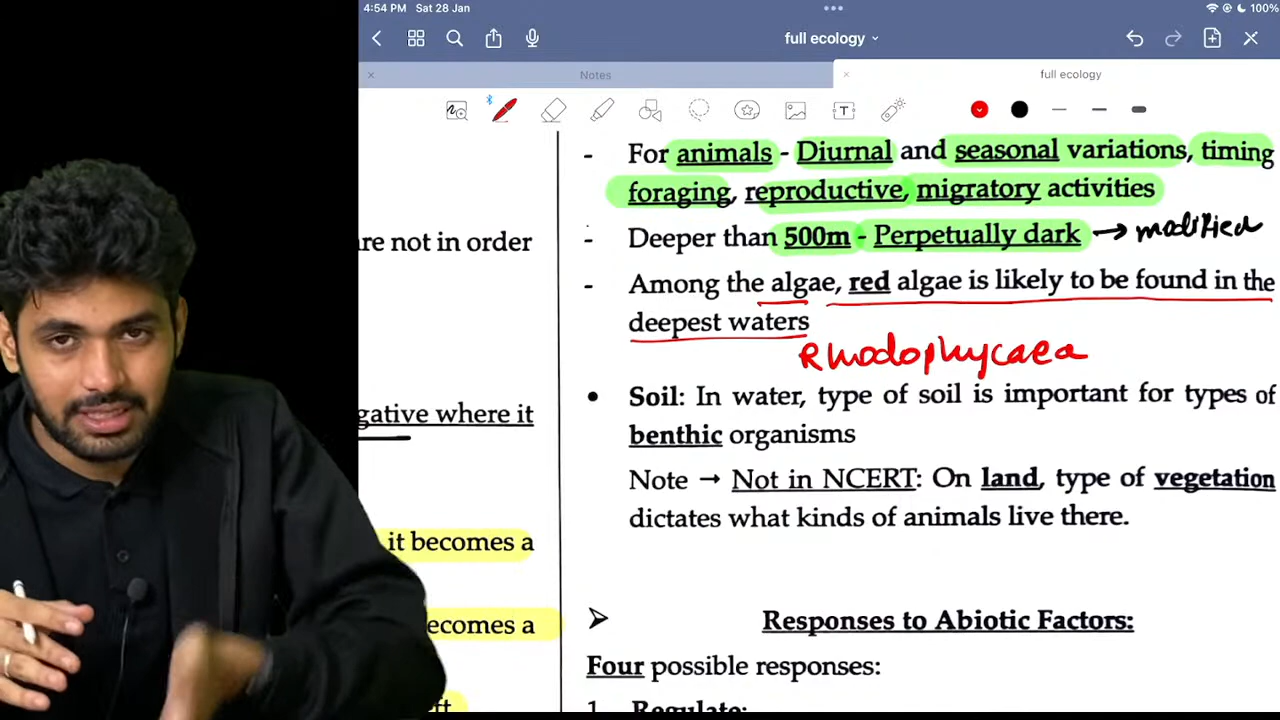 4:54 PM Sat 28 Jan
100%
full ecology
Notes
full ecology
T
- For animals - Diurnal and seasonal variations, timing
foraging, reproductive, migratory activities
- Deeper than 500m - Perpetually dark → modified
- Among the algae, red algae is likely to be found in the
deepest waters
Rhodophycaea
• Soil: In water, type of soil is important for types of
benthic organisms
Note → Not in NCERT: On land, type of vegetation
dictates what kinds of animals live there.
➢ Responses to Abiotic Factors:
Four possible responses:
1. Regulate:
are not in order
gative where it
it becomes a
ecomes a